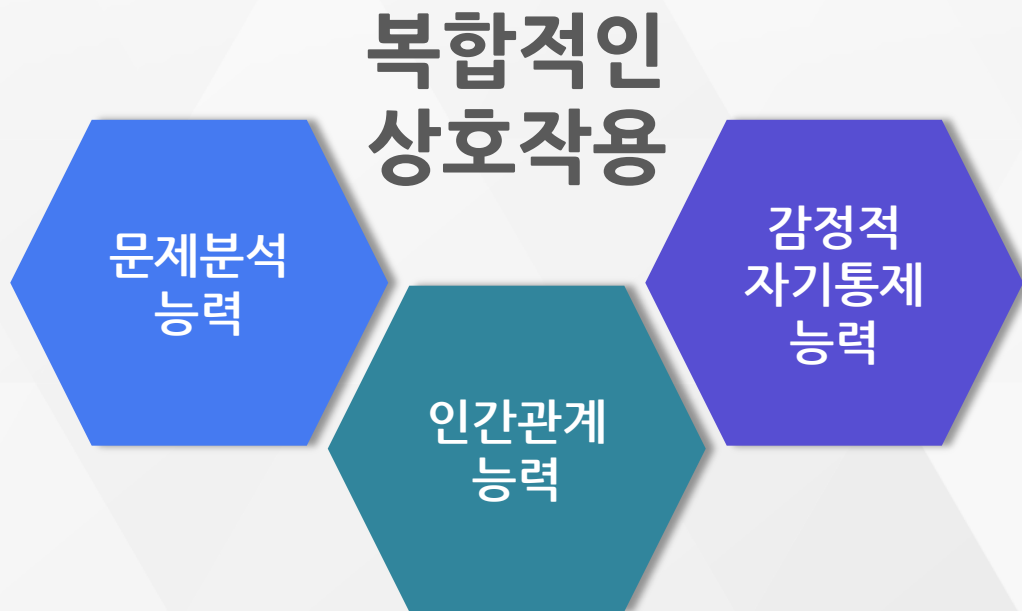 복합적인
상호작용
문제분석
능력
인간관계
능력
감정적
자기통제
능력